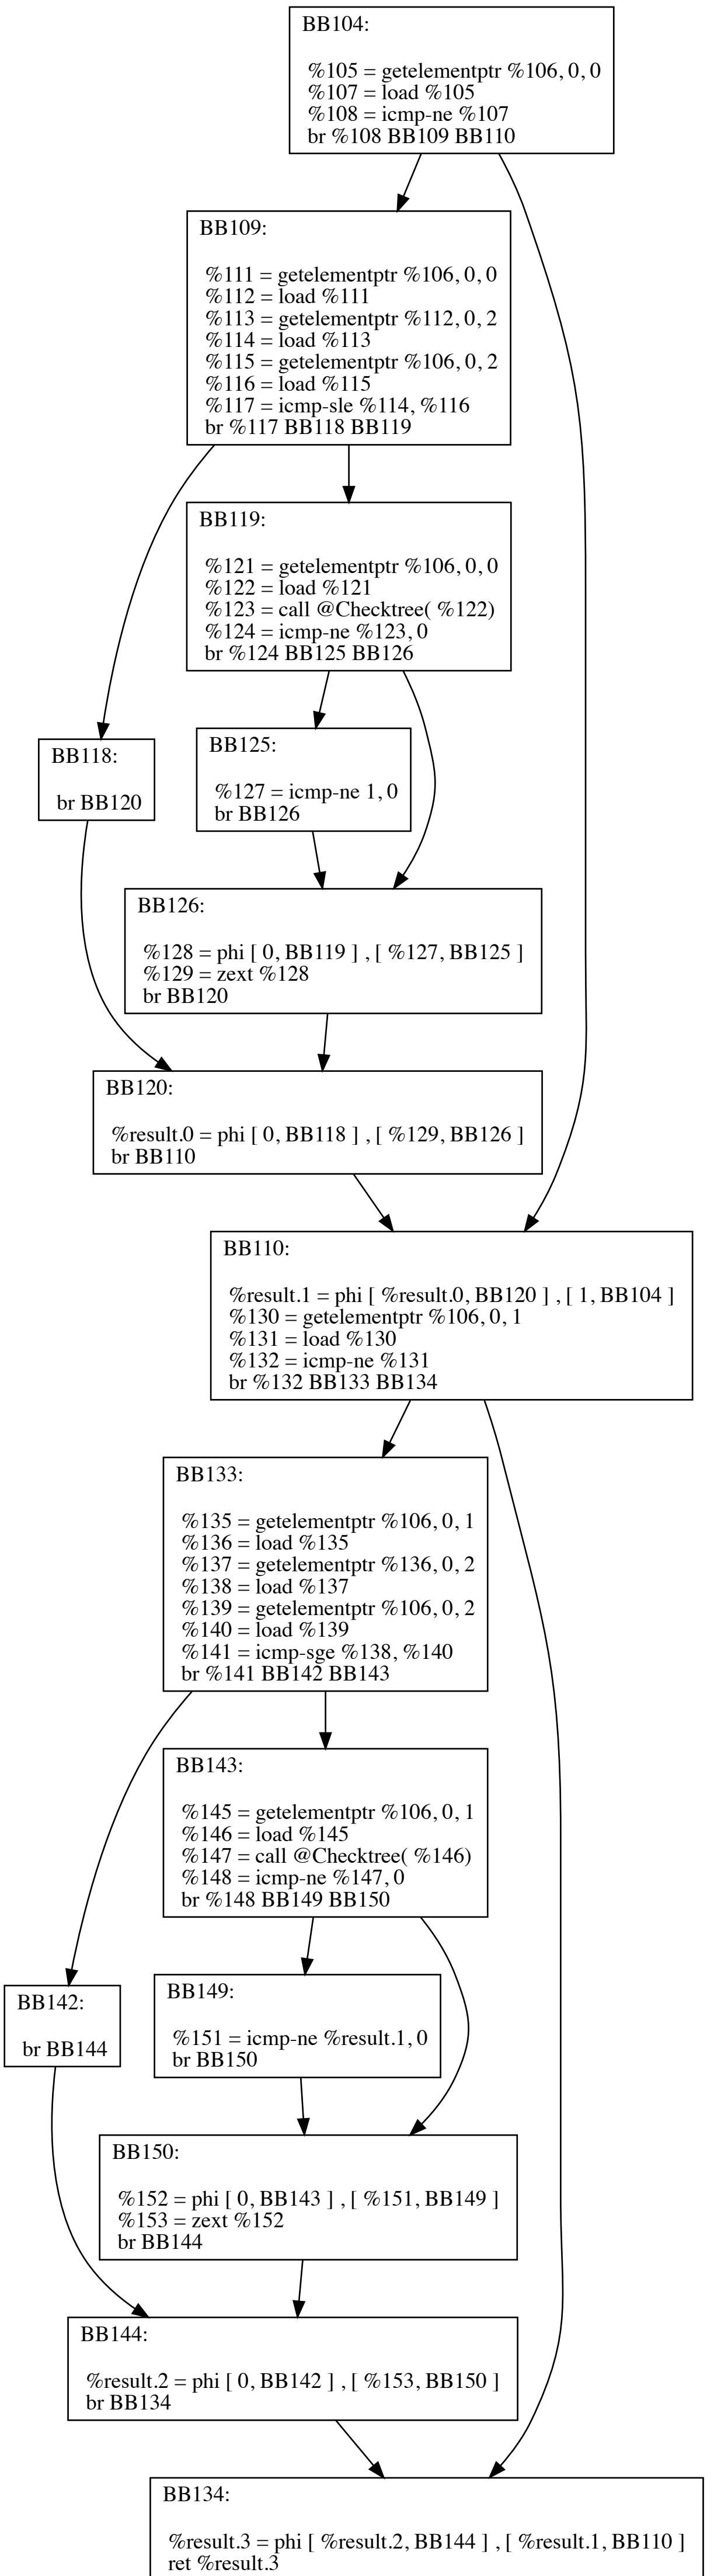 BB104:
%105 = getelementptr %106, 0, 0
%107 = load %105
%108 = icmp-ne %107
br %108 BB109 BB110
BB109:
%111 = getelementptr %106, 0, 0
%112 = load %111
%113 = getelementptr %112, 0, 2
%114 = load %113
%115 = getelementptr %106, 0, 2
%116 = load %115
%117 = icmp-sle %114, %116
br %117 BB118 BB119
BB119:
%121 = getelementptr %106, 0, 0
%122 = load %121
%123 = call @Checktree( %122)
%124 = icmp-ne %123, 0
br %124 BB125 BB126
BB118:
br BB120
BB125:
%127 = icmp-ne 1, 0
br BB126
BB126:
%128 = phi [ 0, BB119 ] , [ %127, BB125 ]
%129 = zext %128
br BB120
BB120:
%result.0 = phi [ 0, BB118 ] , [ %129, BB126 ]
br BB110
BB110:
%result.1 = phi [ %result.0, BB120 ] , [ 1, BB104 ]
%130 = getelementptr %106, 0, 1
%131 = load %130
%132 = icmp-ne %131
br %132 BB133 BB134
BB133:
%135 = getelementptr %106, 0, 1
%136 = load %135
%137 = getelementptr %136, 0, 2
%138 = load %137
%139 = getelementptr %106, 0, 2
%140 = load %139
%141 = icmp-sge %138, %140
br %141 BB142 BB143
BB143:
%145 = getelementptr %106, 0, 1
%146 = load %145
%147 = call @Checktree( %146)
%148 = icmp-ne %147, 0
br %148 BB149 BB150
BB142:
br BB144
BB149:
%151 = icmp-ne %result.1, 0
br BB150
BB150:
%152 = phi [ 0, BB143 ] , [ %151, BB149 ]
%153 = zext %152
br BB144
BB144:
%result.2 = phi [ 0, BB142 ] , [ %153, BB150 ]
br BB134
BB134:
%result.3 = phi [ %result.2, BB144 ] , [ %result.1, BB110 ]
ret %result.3